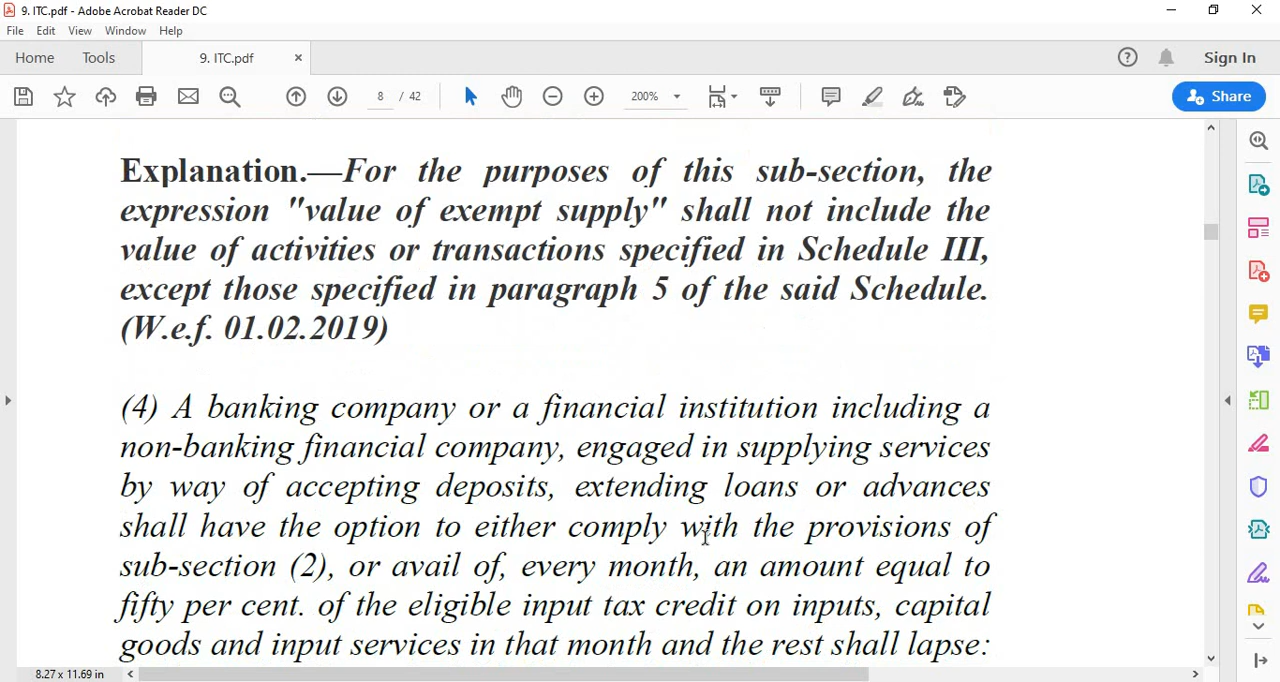 9. ITC.pdf - Adobe Acrobat Reader DC
File Edit View Window Help
Home Tools 9. ITC.pdf × Sign In
8 / 42 200% Share
Explanation.—For the purposes of this sub-section, the
expression "value of exempt supply" shall not include the
value of activities or transactions specified in Schedule III,
except those specified in paragraph 5 of the said Schedule.
(W.e.f. 01.02.2019)
(4) A banking company or a financial institution including a
non-banking financial company, engaged in supplying services
by way of accepting deposits, extending loans or advances
shall have the option to either comply with the provisions of
sub-section (2), or avail of, every month, an amount equal to
fifty per cent. of the eligible input tax credit on inputs, capital
goods and input services in that month and the rest shall lapse:
8.27 x 11.69 in